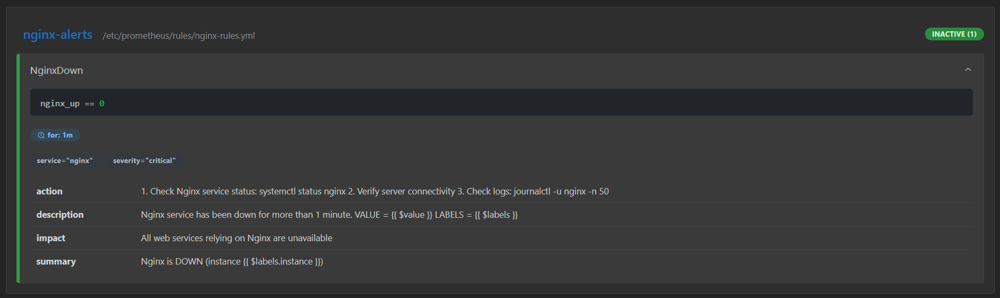 nginx-alerts /etc/prometheus/rules/nginx-rules.yml
INACTIVE (1)
NginxDown
nginx_up == 0
for: 1m
service="nginx" severity="critical"
action 1. Check Nginx service status: systemctl status nginx 2. Verify server connectivity 3. Check logs: journalctl -u nginx -n 50
description Nginx service has been down for more than 1 minute. VALUE = {{ $value }} LABELS = {{ $labels }}
impact All web services relying on Nginx are unavailable
summary Nginx is DOWN (instance {{ $labels.instance }})